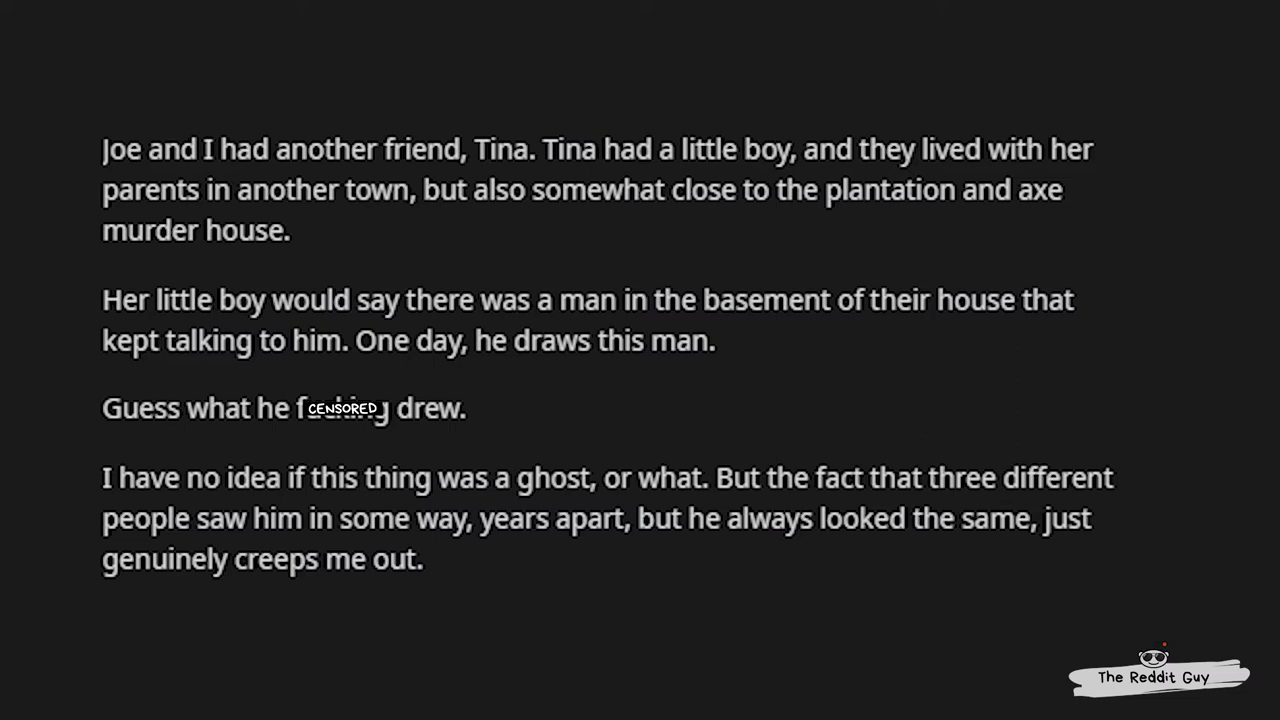 Joe and I had another friend, Tina. Tina had a little boy, and they lived with her
parents in another town, but also somewhat close to the plantation and axe
murder house.
Her little boy would say there was a man in the basement of their house that
kept talking to him. One day, he draws this man.
Guess what he fucking drew.
CENSORED
I have no idea if this thing was a ghost, or what. But the fact that three different
people saw him in some way, years apart, but he always looked the same, just
genuinely creeps me out.
The Reddit Guy